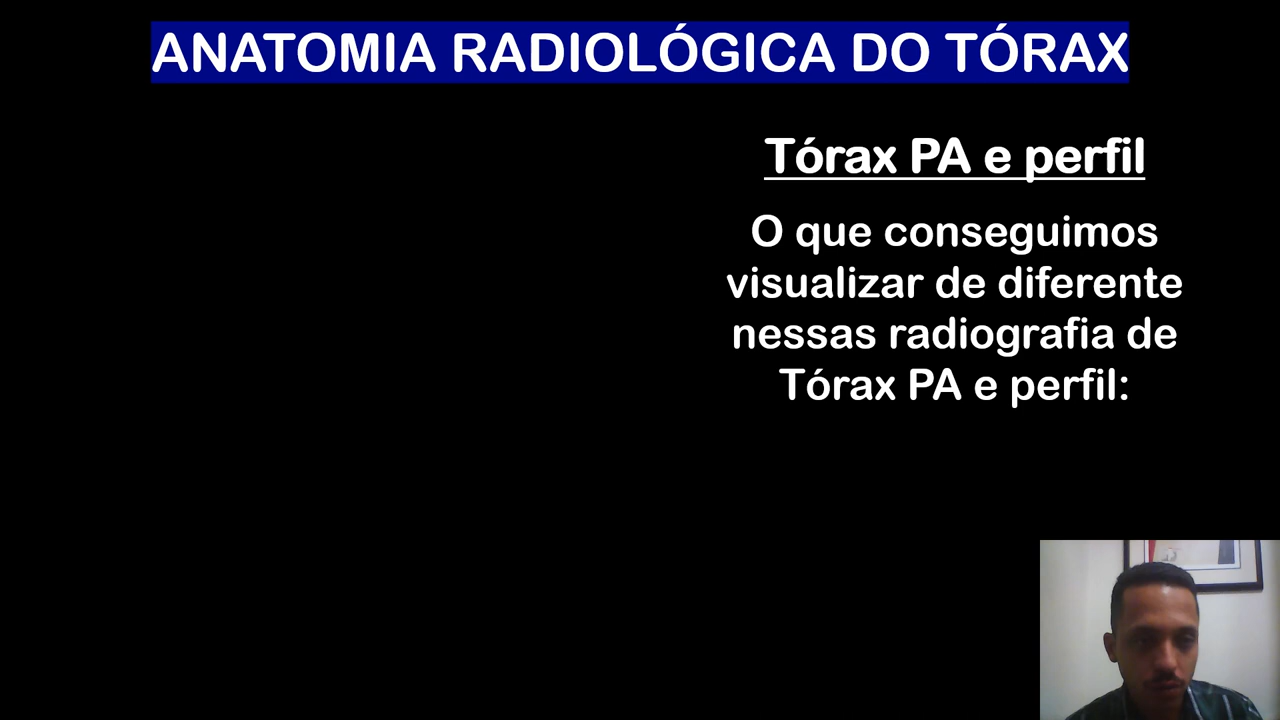 ANATOMIA RADIOLÓGICA DO TÓRAX
Tórax PA e perfil
O que conseguimos
visualizar de diferente
nessas radiografia de
Tórax PA e perfil: